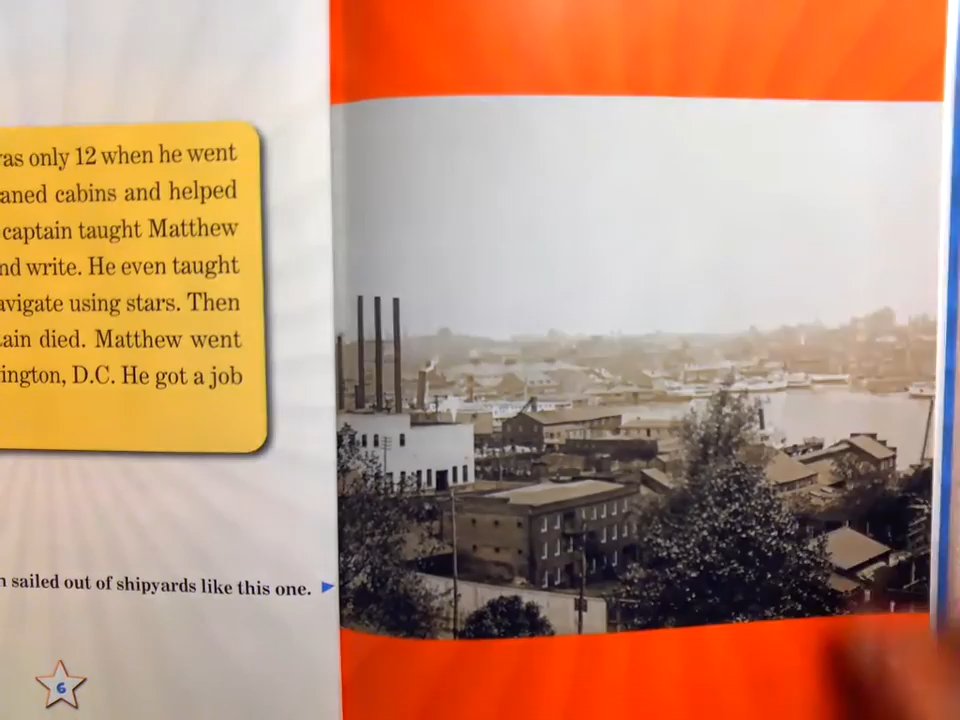 as only 12 when he went
aned cabins and helped
captain taught Matthew
nd write. He even taught
avigate using stars. Then
ain died. Matthew went
ington, D.C. He got a job
n sailed out of shipyards like this one.
6